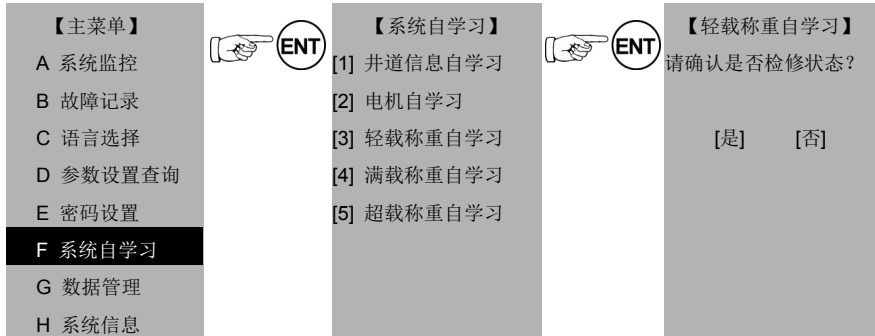 【主菜单】
A 系统监控
B 故障记录
C 语言选择
D 参数设置查询
E 密码设置
F 系统自学习
G 数据管理
H 系统信息
ENT
【系统自学习】
[1] 井道信息自学习
[2] 电机自学习
[3] 轻载称重自学习
[4] 满载称重自学习
[5] 超载称重自学习
ENT
【轻载称重自学习】
请确认是否检修状态?
[是] [否]